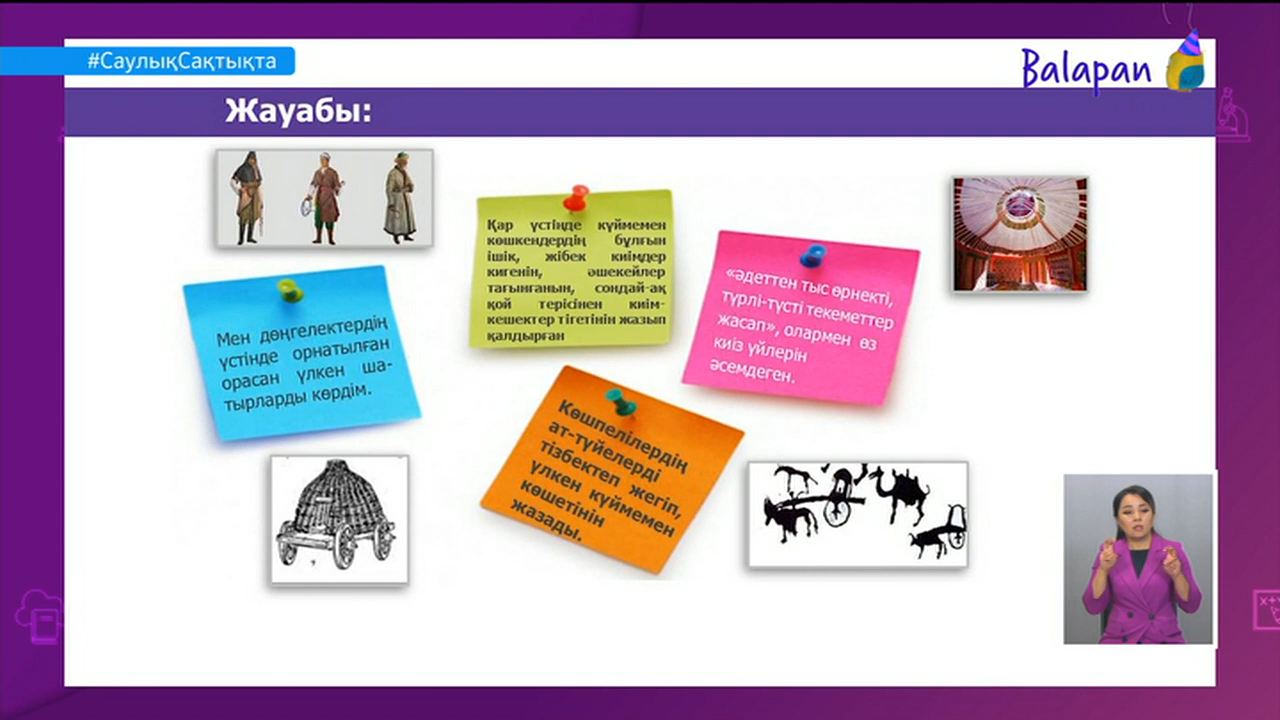 #СаулықСақтықта
Balapan
Жауабы:
Қар үстінде күймемен
көшкендердің бұлғын
ішік, жібек киімдер
кигенін, әшекейлер
тағынғанын, сондай-ақ
қой терісінен киім-
кешектер тігетінін жазып
қалдырған
«әдеттен тыс өрнекті,
түрлі-түсті текеметтер
жасап», олармен өз
киіз үйлерін
әсемдеген.
Мен дөңгелектердің
үстінде орнатылған
орасан үлкен ша-
тырларды көрдім.
Көшпелілердің
ат-түйелерді
тізбектеп жегіп,
үлкен күймемен
көшетінін
жазады.